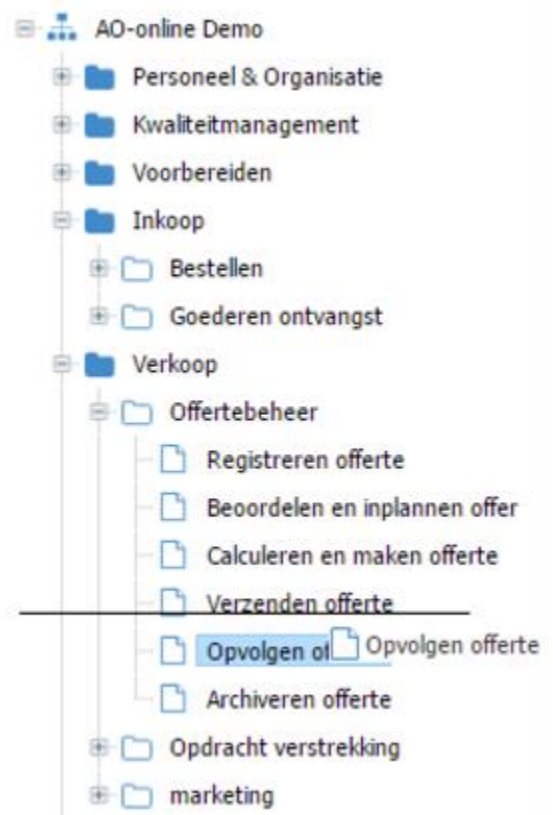 AO-online Demo
Personeel & Organisatie
Kwaliteitmanagement
Voorbereiden
Inkoop
Bestellen
Goederen ontvangst
Verkoop
Offertebeheer
Registreren offerte
Beoordelen en inplannen offer
Calculeren en maken offerte
Verzenden offerte
Opvolgen of Opvolgen offerte
Archiveren offerte
Opdracht verstrekking
marketing